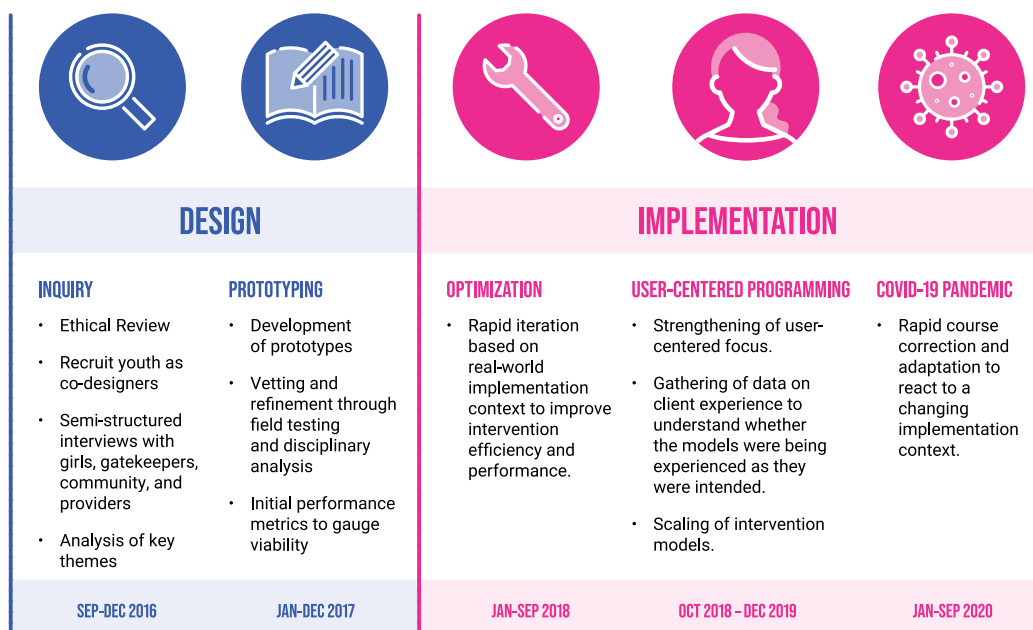 DESIGN
INQUIRY
• Ethical Review
• Recruit youth as
co-designers
• Semi-structured
interviews with
girls, gatekeepers,
community, and
providers
• Analysis of key
themes
SEP-DEC 2016
PROTOTYPING
• Development
of prototypes
• Vetting and
refinement through
field testing
and disciplinary
analysis
• Initial performance
metrics to gauge
viability
JAN-DEC 2017
IMPLEMENTATION
OPTIMIZATION
• Rapid iteration
based on
real-world
implementation
context to improve
intervention
efficiency and
performance.
JAN-SEP 2018
USER-CENTERED PROGRAMMING
• Strengthening of user-
centered focus.
• Gathering of data on
client experience to
understand whether
the models were being
experienced as they
were intended.
• Scaling of intervention
models.
OCT 2018 – DEC 2019
COVID-19 PANDEMIC
• Rapid course
correction and
adaptation to
react to a
changing
implementation
context.
JAN-SEP 2020